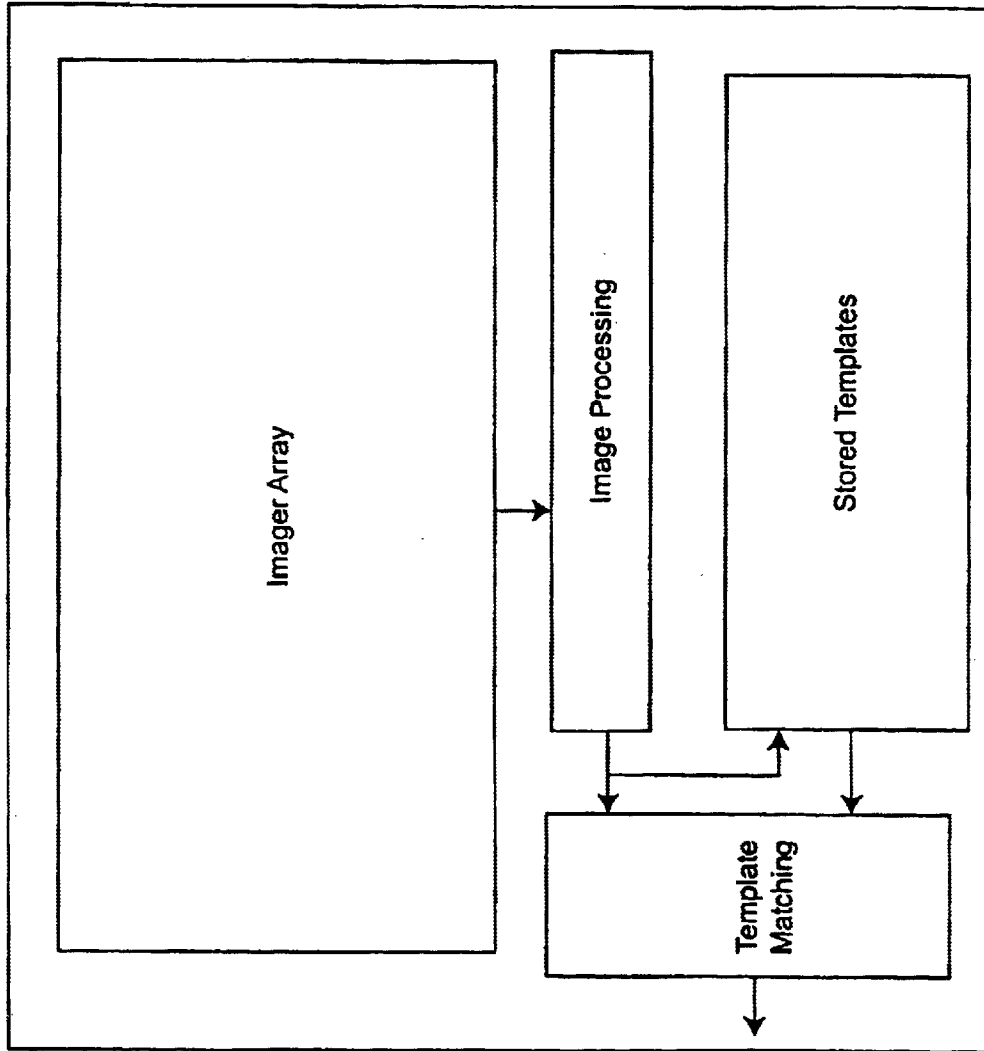 Imager Array
Image Processing
Stored Templates
Template
Matching